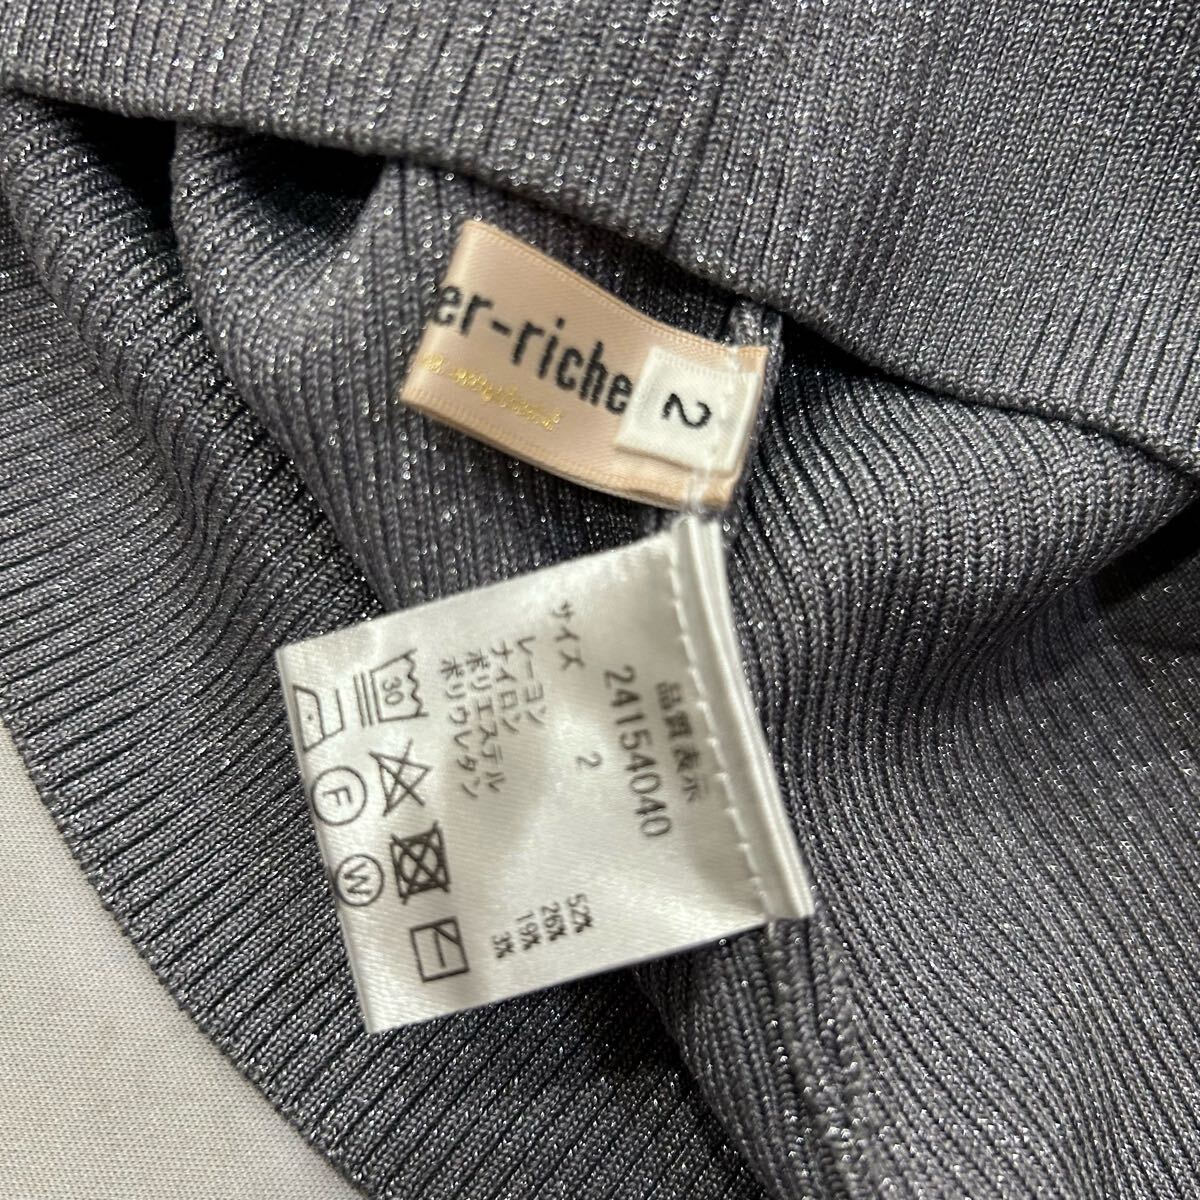 er-riche
2
品質表示
24154040
サイズ 2
レーヨン 52%
ナイロン 26%
ポリエステル 19%
ポリウレタン 3%
30
F
W